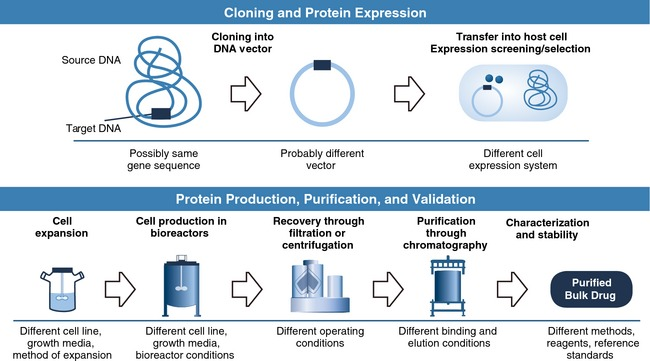 Cloning and Protein Expression
Cloning into
DNA vector
Transfer into host cell
Expression screening/selection
Source DNA
Target DNA
Possibly same
gene sequence
Probably different
vector
Different cell
expression system
Protein Production, Purification, and Validation
Cell
expansion
Cell production in
bioreactors
Recovery through
filtration or
centrifugation
Purification
through
chromatography
Characterization
and stability
Purified
Bulk Drug
Different cell line,
growth media,
method of expansion
Different cell line,
growth media,
bioreactor conditions
Different operating
conditions
Different binding and
elution conditions
Different methods,
reagents, reference
standards